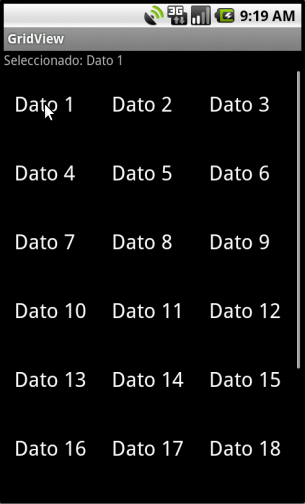 3G 9:19 AM
GridView
Seleccionado: Dato 1
Dato 1 Dato 2 Dato 3
Dato 4 Dato 5 Dato 6
Dato 7 Dato 8 Dato 9
Dato 10 Dato 11 Dato 12
Dato 13 Dato 14 Dato 15
Dato 16 Dato 17 Dato 18